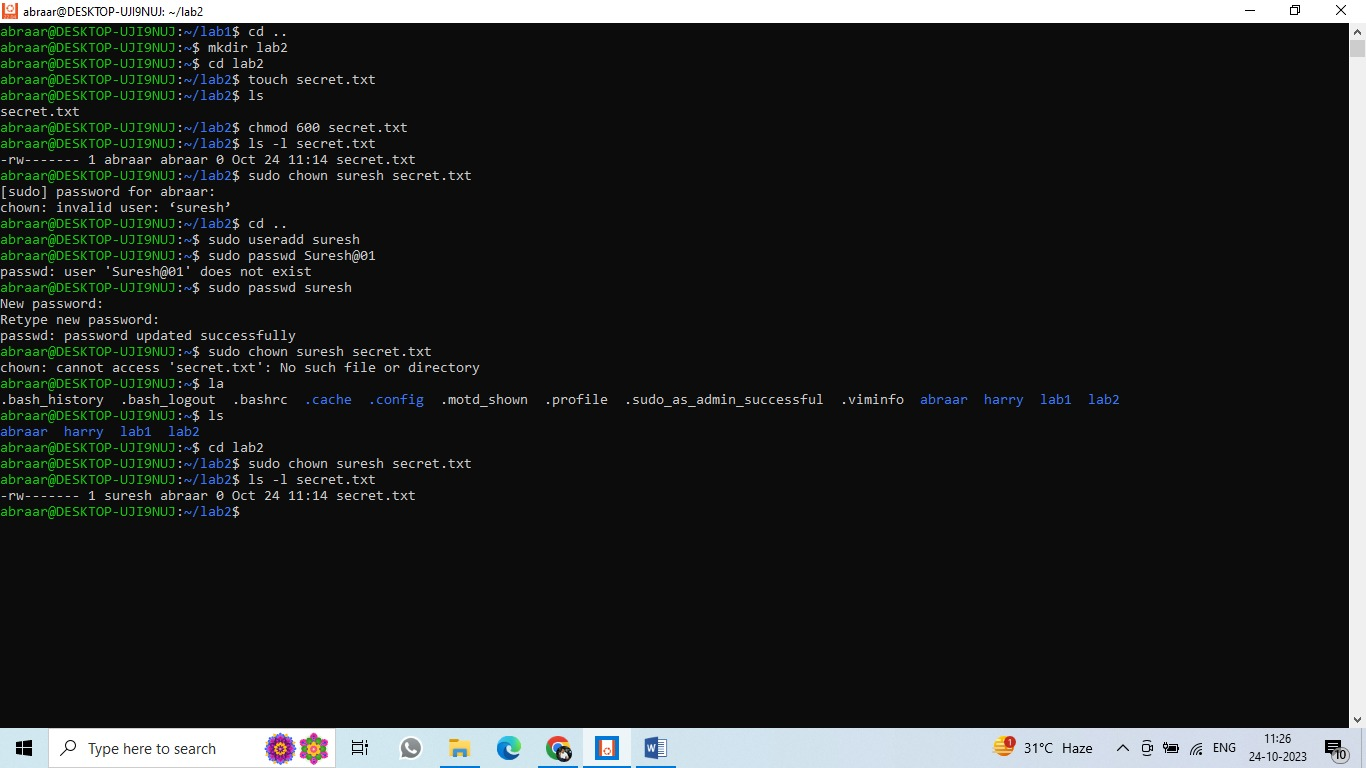 abraar@DESKTOP-UJI9NUJ: ~/lab2
abraar@DESKTOP-UJI9NUJ:~/lab1$ cd ..
abraar@DESKTOP-UJI9NUJ:~$ mkdir lab2
abraar@DESKTOP-UJI9NUJ:~$ cd lab2
abraar@DESKTOP-UJI9NUJ:~/lab2$ touch secret.txt
abraar@DESKTOP-UJI9NUJ:~/lab2$ ls
secret.txt
abraar@DESKTOP-UJI9NUJ:~/lab2$ chmod 600 secret.txt
abraar@DESKTOP-UJI9NUJ:~/lab2$ ls -l secret.txt
-rw------- 1 abraar abraar 0 Oct 24 11:14 secret.txt
abraar@DESKTOP-UJI9NUJ:~/lab2$ sudo chown suresh secret.txt
[sudo] password for abraar:
chown: invalid user: ‘suresh’
abraar@DESKTOP-UJI9NUJ:~/lab2$ cd ..
abraar@DESKTOP-UJI9NUJ:~$ sudo useradd suresh
abraar@DESKTOP-UJI9NUJ:~$ sudo passwd Suresh@01
passwd: user 'Suresh@01' does not exist
abraar@DESKTOP-UJI9NUJ:~$ sudo passwd suresh
New password:
Retype new password:
passwd: password updated successfully
abraar@DESKTOP-UJI9NUJ:~$ sudo chown suresh secret.txt
chown: cannot access 'secret.txt': No such file or directory
abraar@DESKTOP-UJI9NUJ:~$ la
.bash_history .bash_logout .bashrc .cache .config .motd_shown .profile .sudo_as_admin_successful .viminfo abraar harry lab1 lab2
abraar@DESKTOP-UJI9NUJ:~$ ls
abraar harry lab1 lab2
abraar@DESKTOP-UJI9NUJ:~$ cd lab2
abraar@DESKTOP-UJI9NUJ:~/lab2$ sudo chown suresh secret.txt
abraar@DESKTOP-UJI9NUJ:~/lab2$ ls -l secret.txt
-rw------- 1 suresh abraar 0 Oct 24 11:14 secret.txt
abraar@DESKTOP-UJI9NUJ:~/lab2$
Type here to search
1
31°C Haze
ENG
11:26
24-10-2023
10